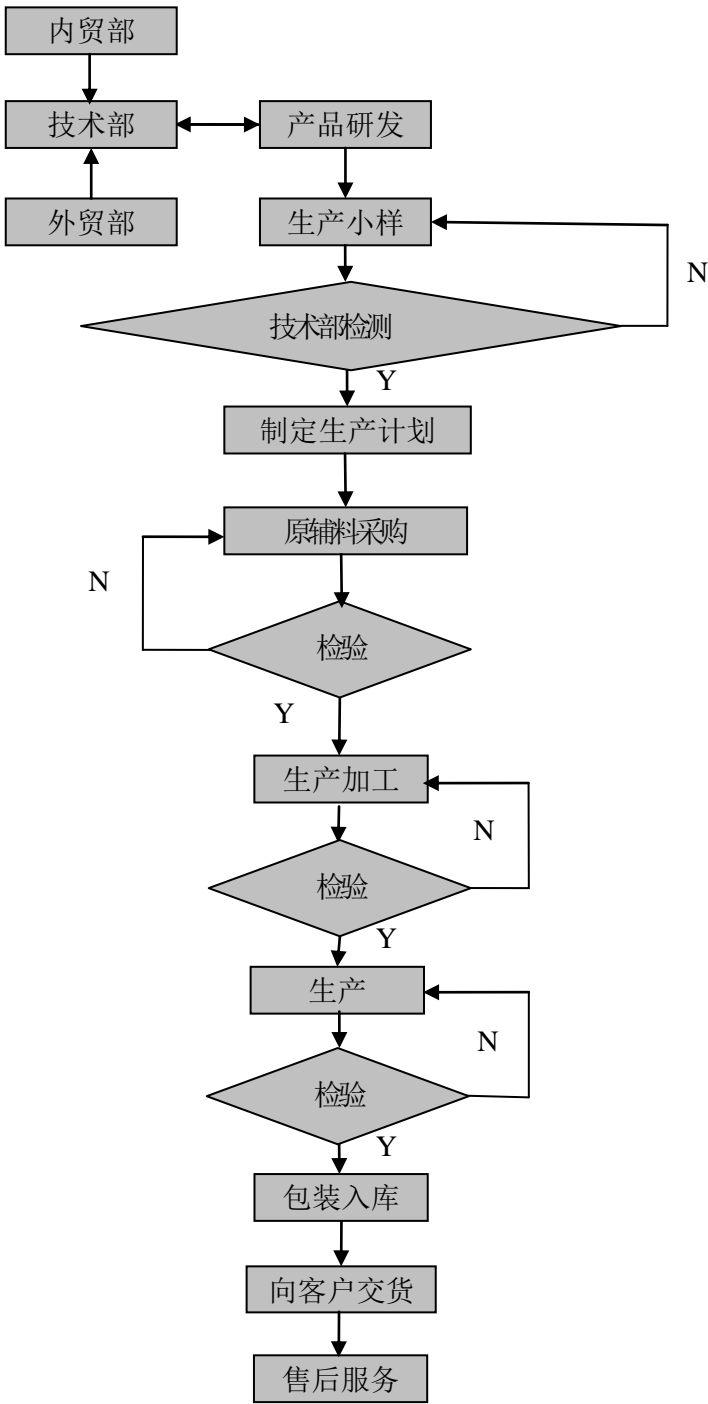 内贸部
技术部
产品研发
外贸部
生产小样
N
技术部检测
Y
制定生产计划
原辅料采购
N
检验
Y
生产加工
N
检验
Y
生产
N
检验
Y
包装入库
向客户交货
售后服务